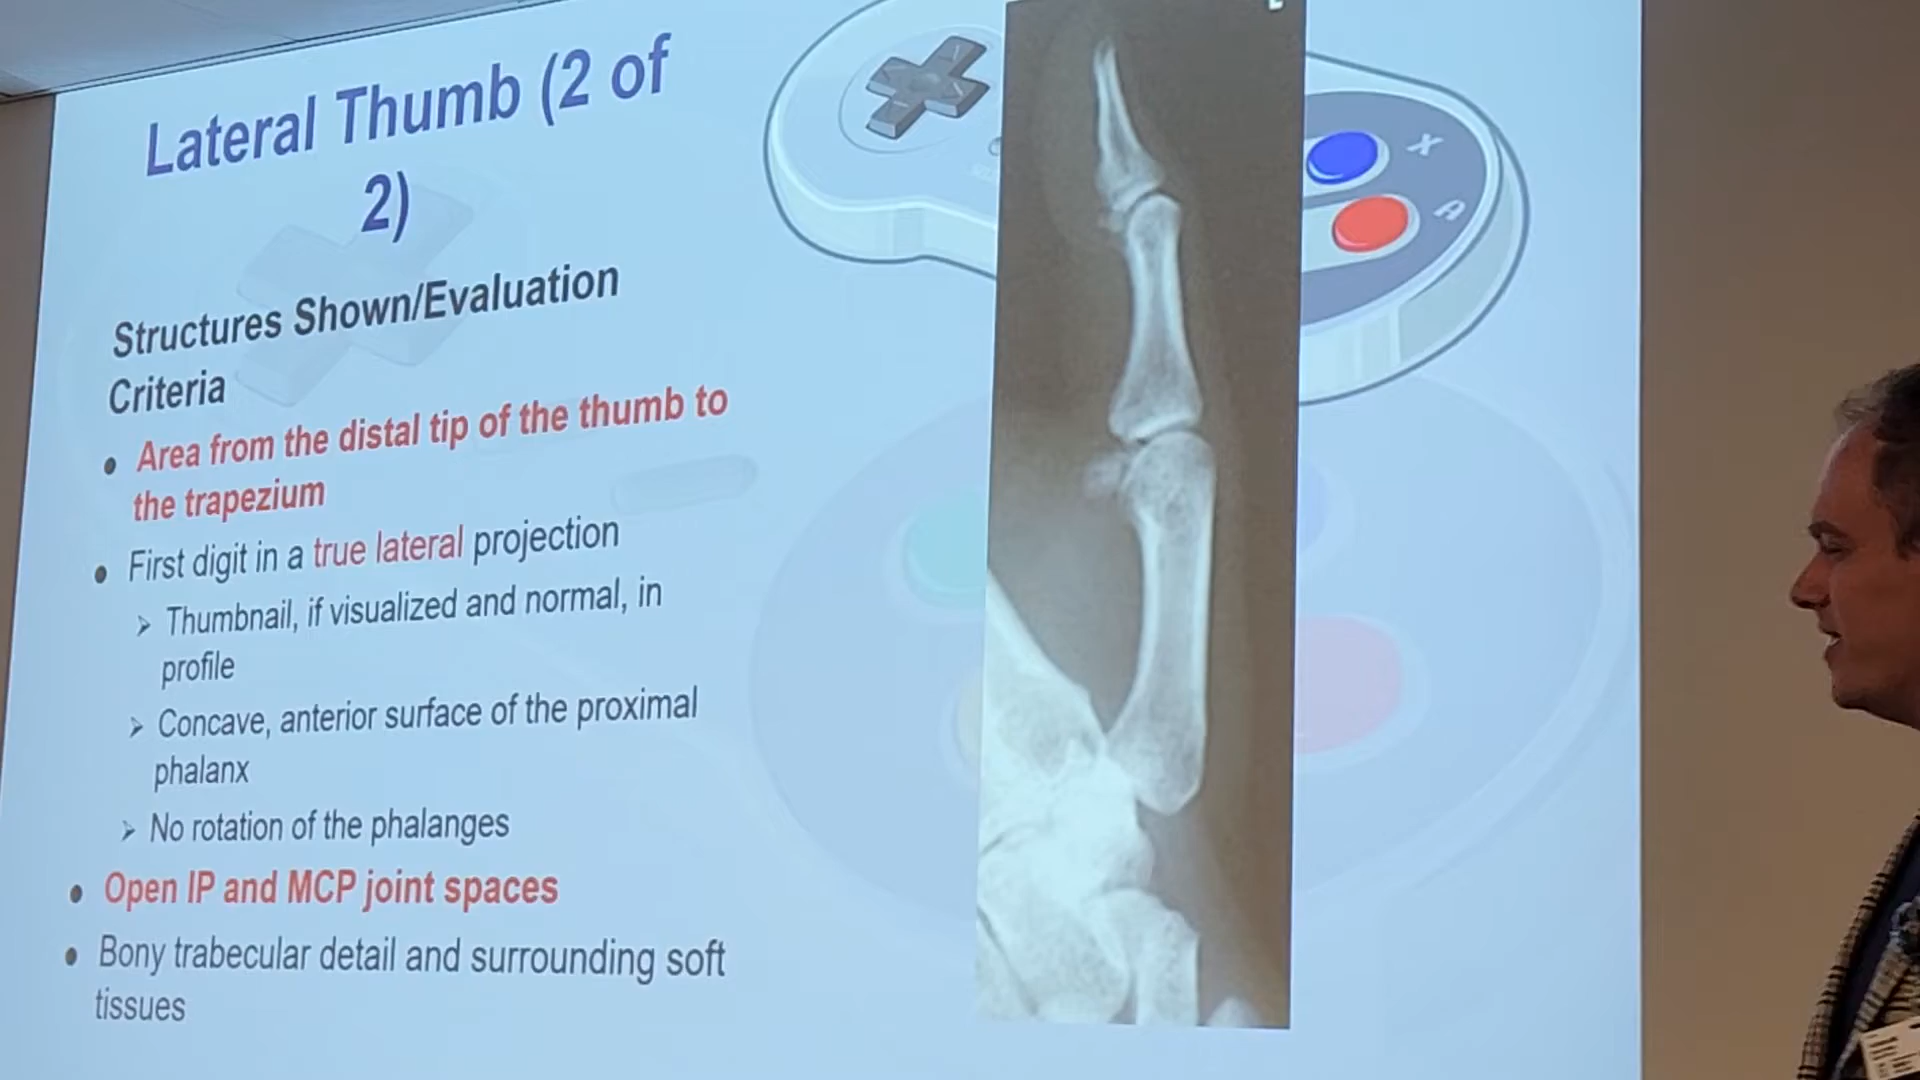 Lateral Thumb (2 of
2)
Structures Shown/Evaluation
Criteria
• Area from the distal tip of the thumb to
the trapezium
• First digit in a true lateral projection
➢ Thumbnail, if visualized and normal, in
profile
➢ Concave, anterior surface of the proximal
phalanx
➢ No rotation of the phalanges
• Open IP and MCP joint spaces
• Bony trabecular detail and surrounding soft
tissues
X
A